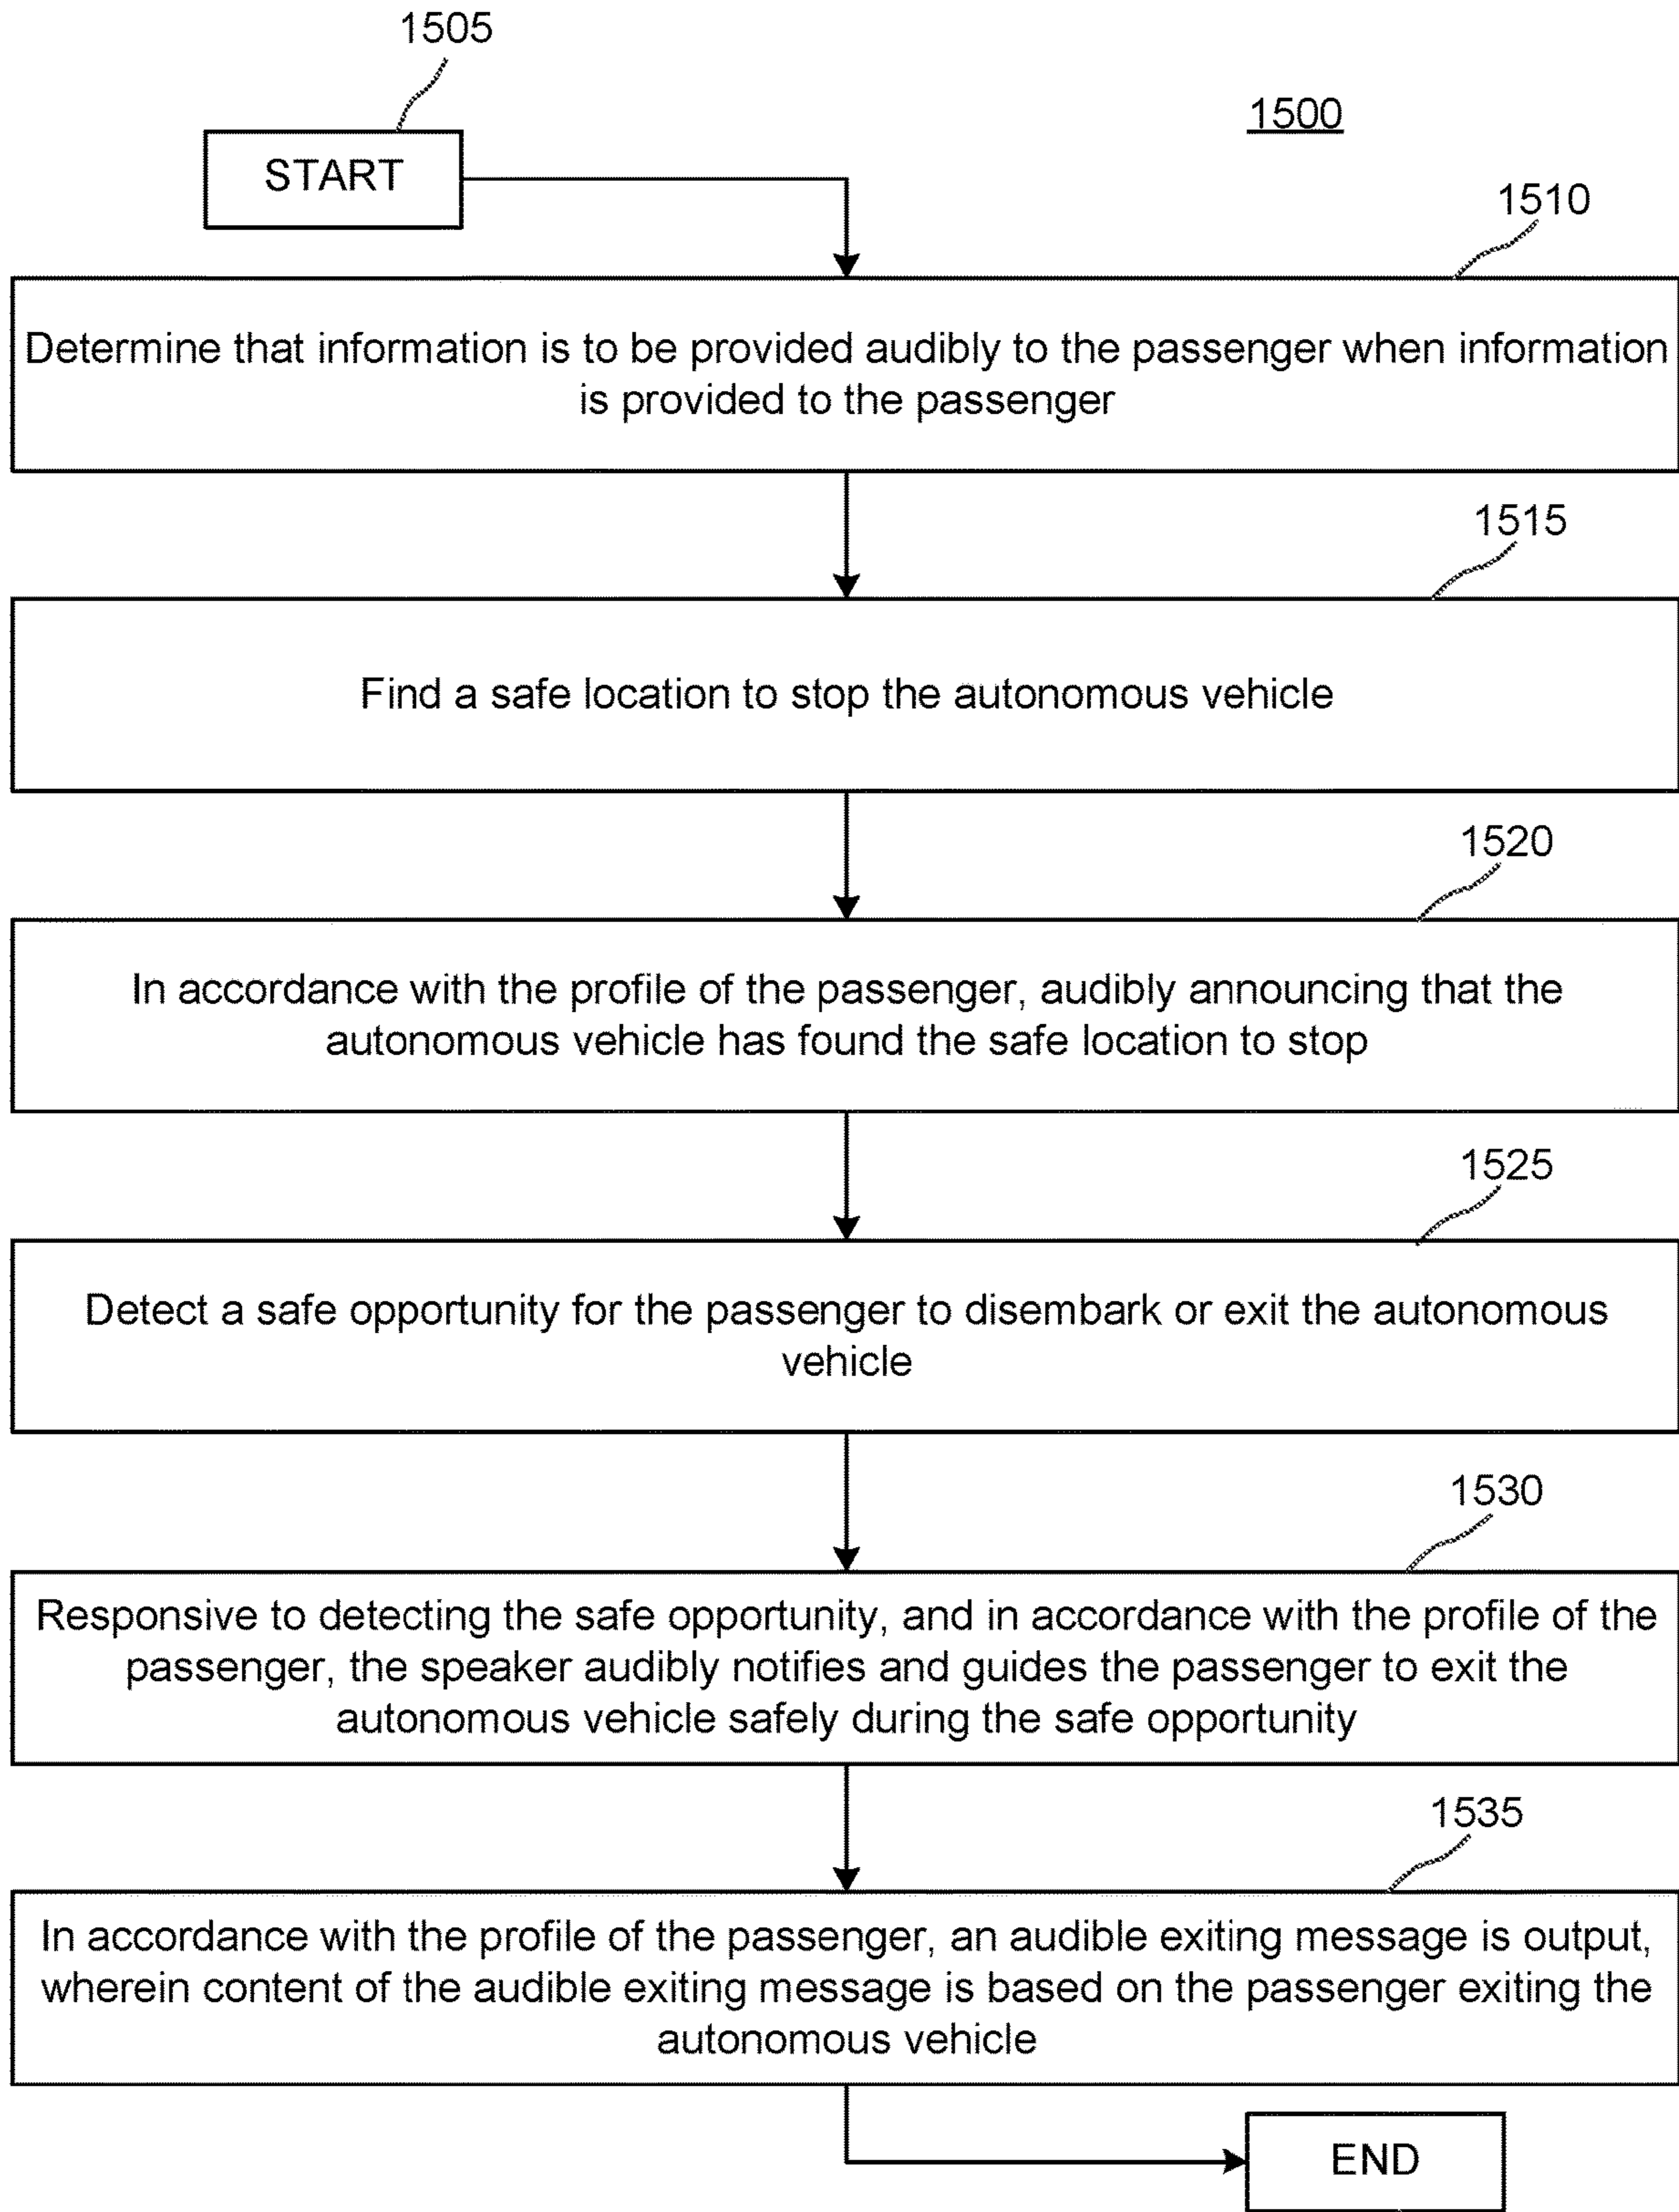 1505
1500
START
1510
Determine that information is to be provided audibly to the passenger when information
is provided to the passenger
1515
Find a safe location to stop the autonomous vehicle
1520
In accordance with the profile of the passenger, audibly announcing that the
autonomous vehicle has found the safe location to stop
1525
Detect a safe opportunity for the passenger to disembark or exit the autonomous
vehicle
1530
Responsive to detecting the safe opportunity, and in accordance with the profile of the
passenger, the speaker audibly notifies and guides the passenger to exit the
autonomous vehicle safely during the safe opportunity
1535
In accordance with the profile of the passenger, an audible exiting message is output,
wherein content of the audible exiting message is based on the passenger exiting the
autonomous vehicle
END